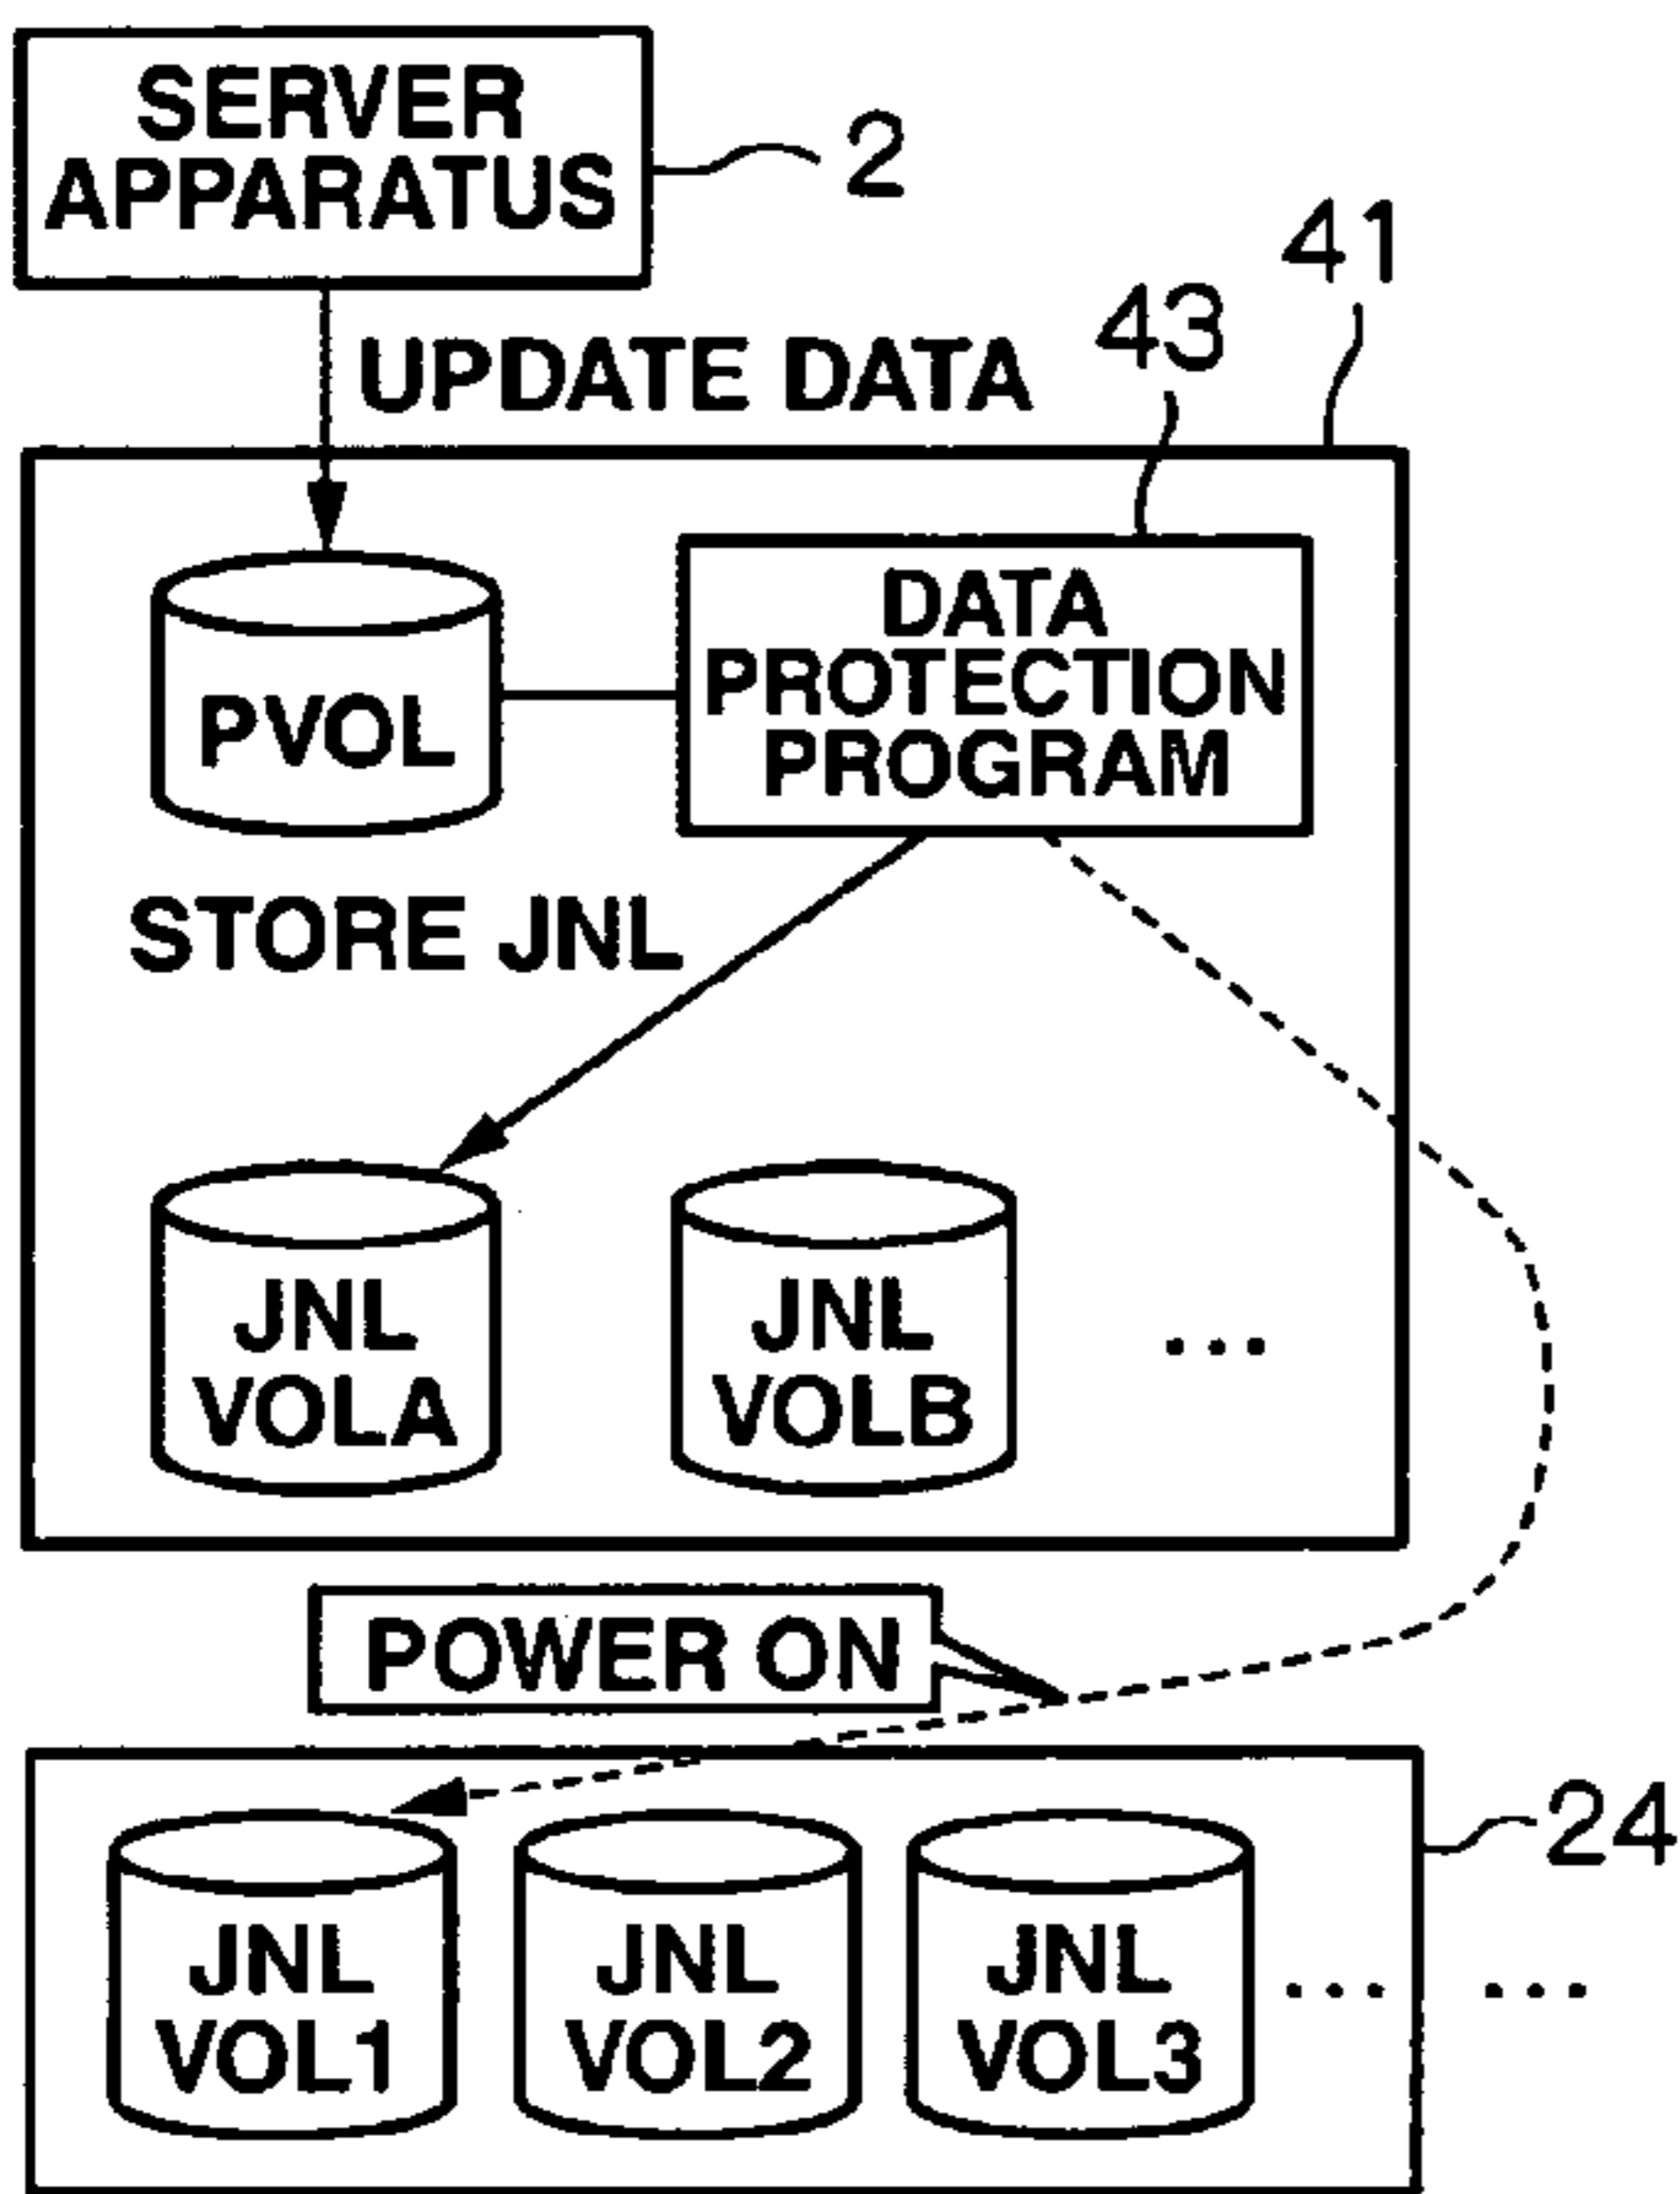 SERVER
APPARATUS
2
41
43
UPDATE DATA
DATA
PROTECTION
PROGRAM
PVOL
STORE JNL
JNL
VOLA
JNL
VOLB
...
POWER ON
24
JNL
VOL1
JNL
VOL2
JNL
VOL3
... ...